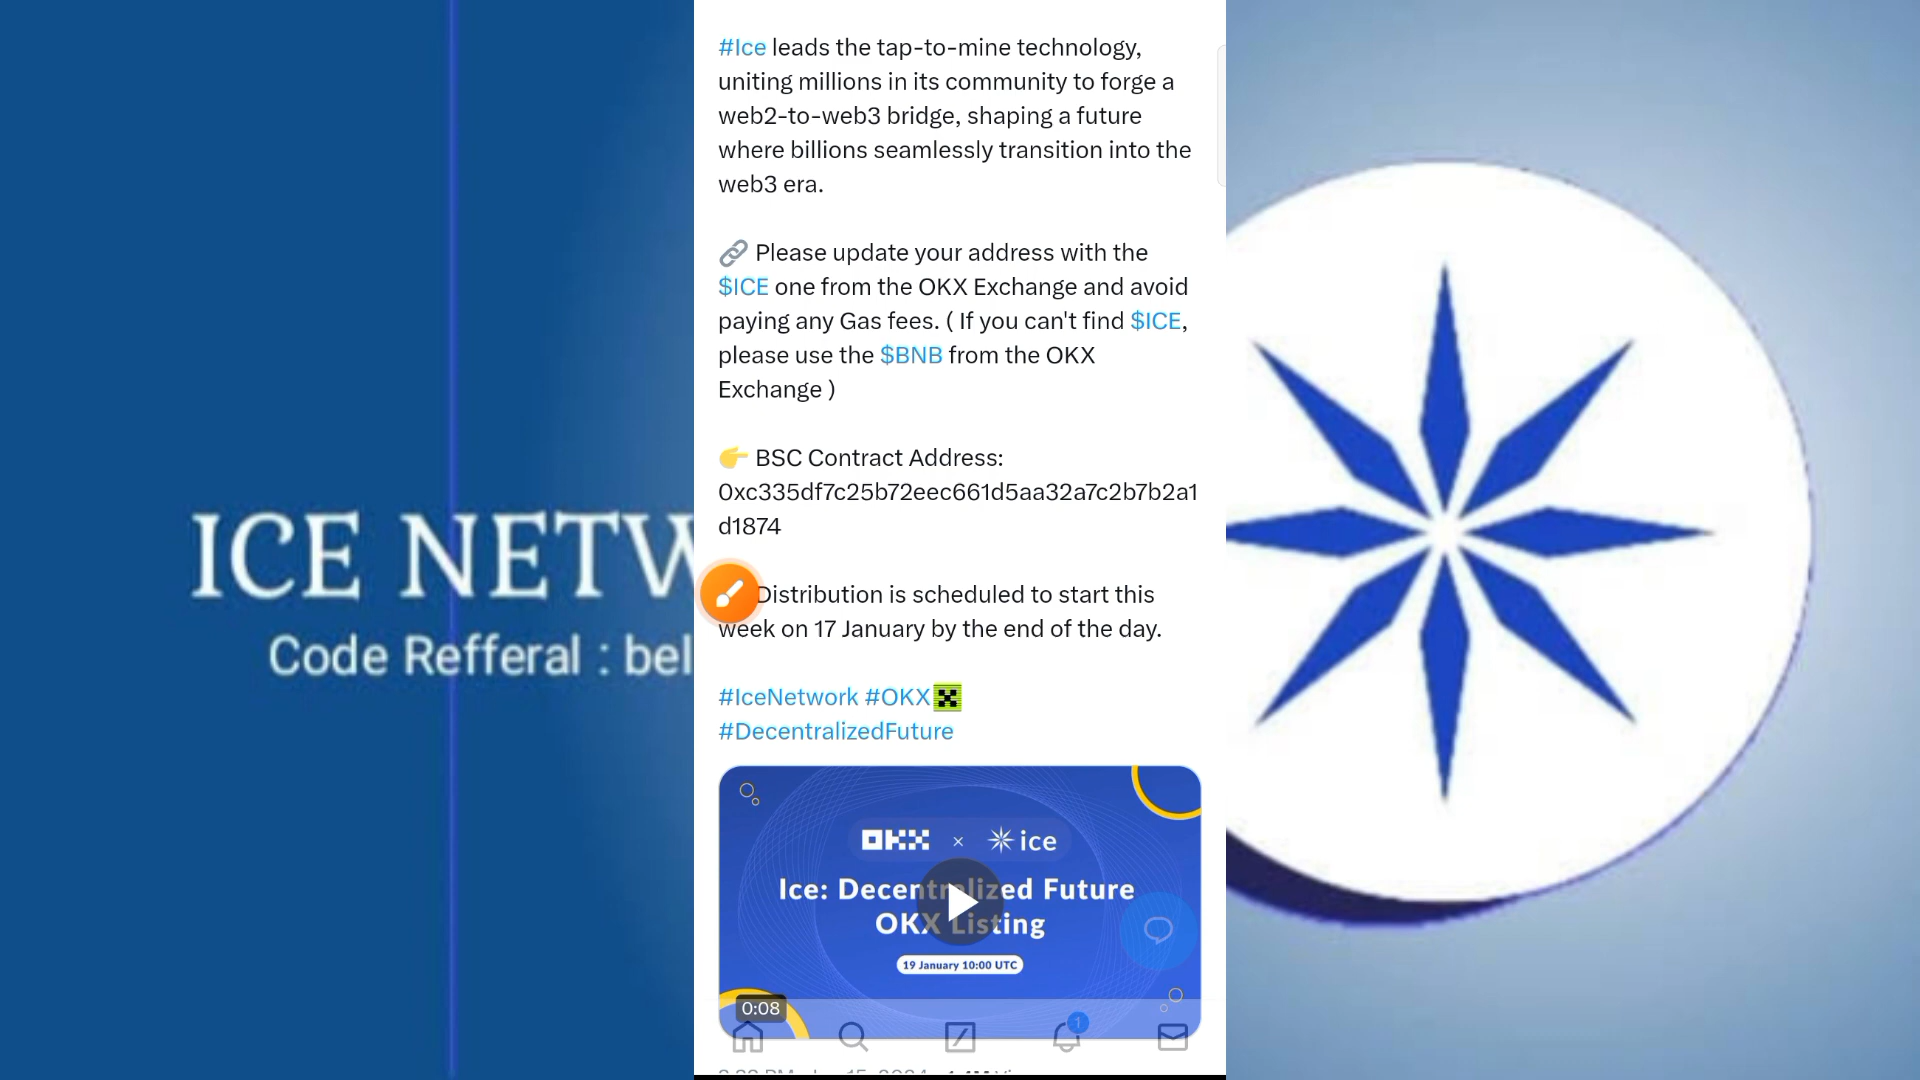 ICE NETW
Code Refferal : bel
#Ice leads the tap-to-mine technology,
uniting millions in its community to forge a
web2-to-web3 bridge, shaping a future
where billions seamlessly transition into the
web3 era.
🔗 Please update your address with the
$ICE one from the OKX Exchange and avoid
paying any Gas fees. ( If you can't find $ICE,
please use the $BNB from the OKX
Exchange )
👉 BSC Contract Address:
0xc335df7c25b72eec661d5aa32a7c2b7b2a1
d1874
Distribution is scheduled to start this
week on 17 January by the end of the day.
#IceNetwork #OKX
#DecentralizedFuture
OKX × ice
Ice: Decentralized Future
OKX Listing
19 January 10:00 UTC
0:08
1